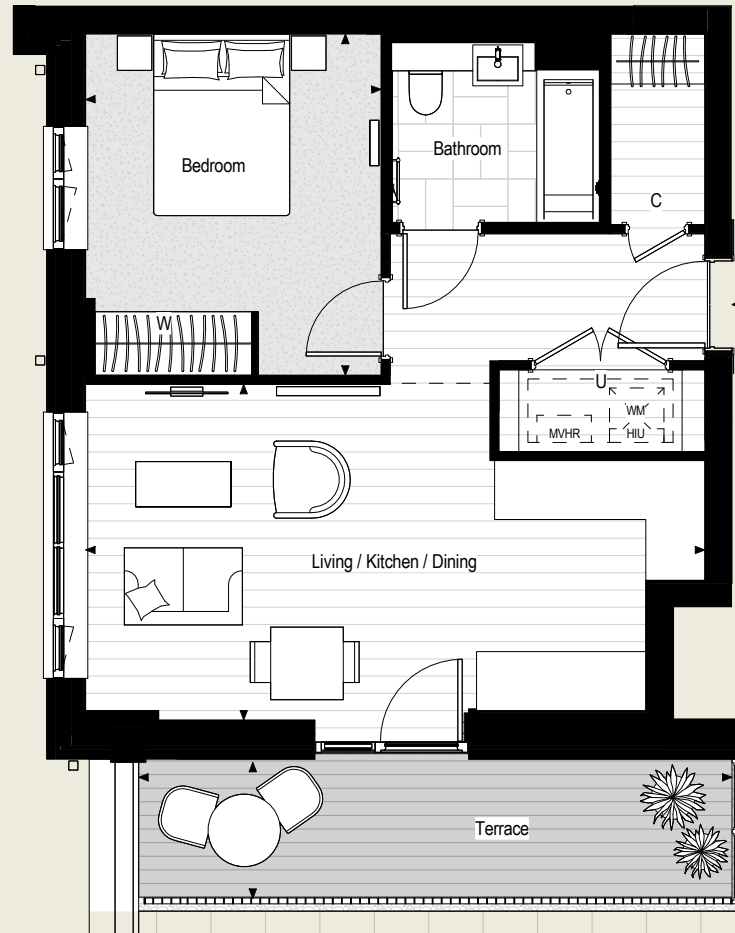 Bedroom
Bathroom
C
W
U
WM
MVHR
HIU
Living / Kitchen / Dining
Terrace